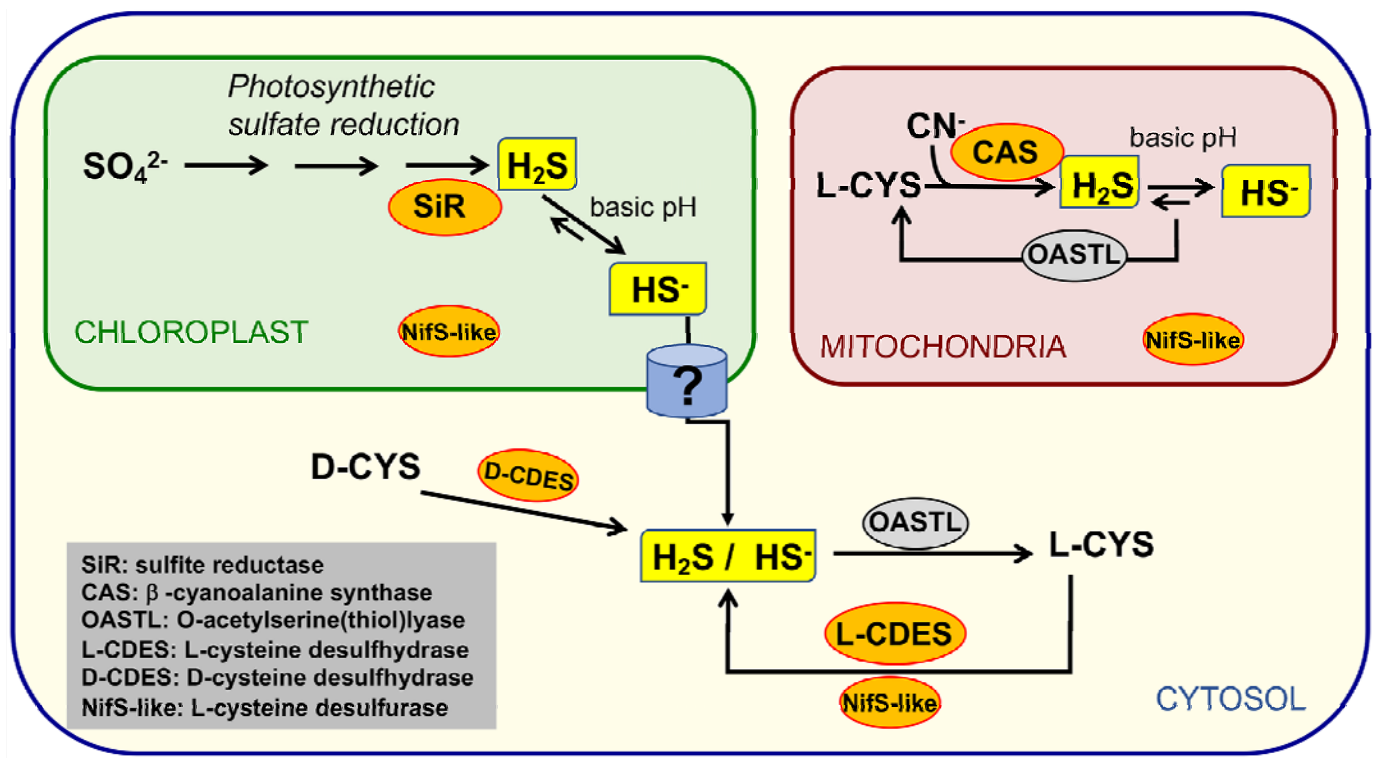 Photosynthetic
sulfate reduction
SO₄²⁻
H₂S
SiR
basic pH
HS⁻
CHLOROPLAST
NifS-like
?
CN⁻
CAS
basic pH
L-CYS
H₂S
HS⁻
OASTL
MITOCHONDRIA
NifS-like
D-CYS
D-CDES
H₂S / HS⁻
OASTL
L-CYS
L-CDES
NifS-like
CYTOSOL
SiR: sulfite reductase
CAS: β -cyanoalanine synthase
OASTL: O-acetylserine(thiol)lyase
L-CDES: L-cysteine desulfhydrase
D-CDES: D-cysteine desulfhydrase
NifS-like: L-cysteine desulfurase